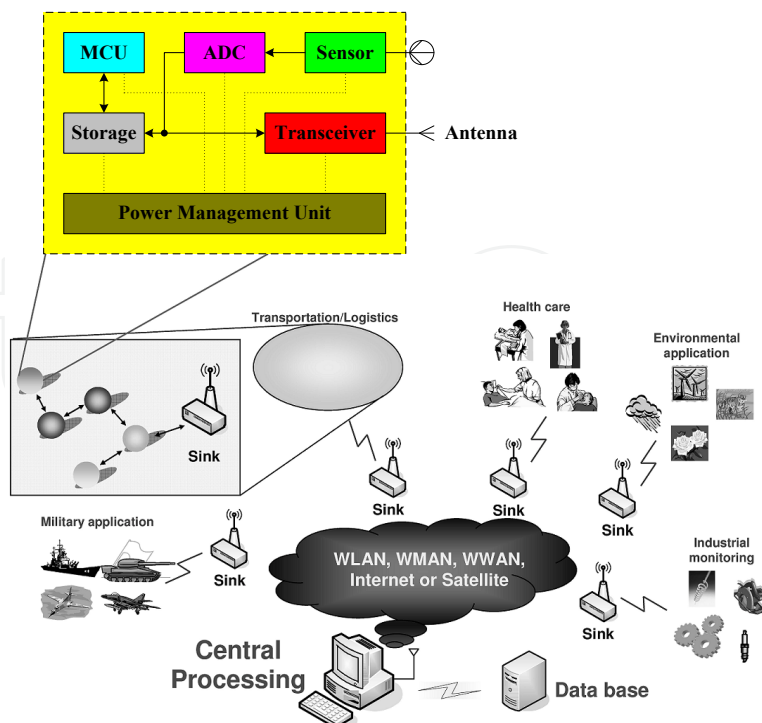 MCU
ADC
Sensor
Storage
Transceiver
Antenna
Power Management Unit
Transportation/Logistics
Health care
Environmental
application
Sink
Sink
Sink
Sink
Military application
Sink
WLAN, WMAN, WWAN,
Internet or Satellite
Industrial
monitoring
Sink
Central
Processing
Data base